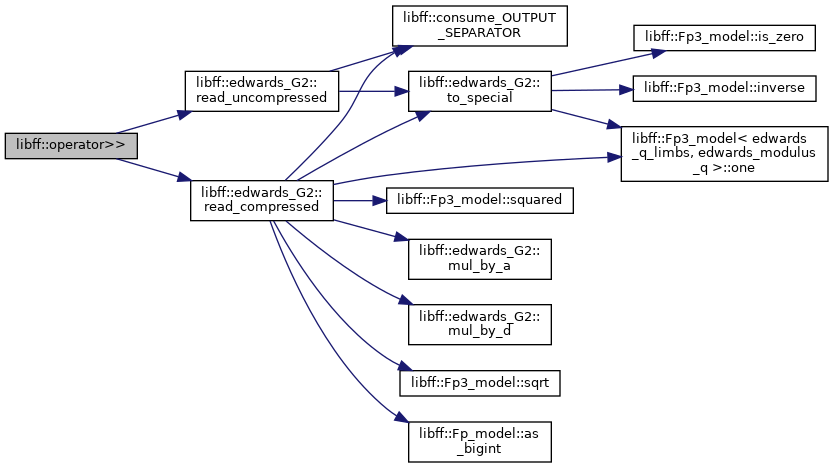 libff::operator>>
libff::edwards_G2::
read_uncompressed
libff::edwards_G2::
read_compressed
libff::consume_OUTPUT
_SEPARATOR
libff::edwards_G2::
to_special
libff::Fp3_model::is_zero
libff::Fp3_model::inverse
libff::Fp3_model< edwards
_q_limbs, edwards_modulus
_q >::one
libff::Fp3_model::squared
libff::edwards_G2::
mul_by_a
libff::edwards_G2::
mul_by_d
libff::Fp3_model::sqrt
libff::Fp_model::as
_bigint